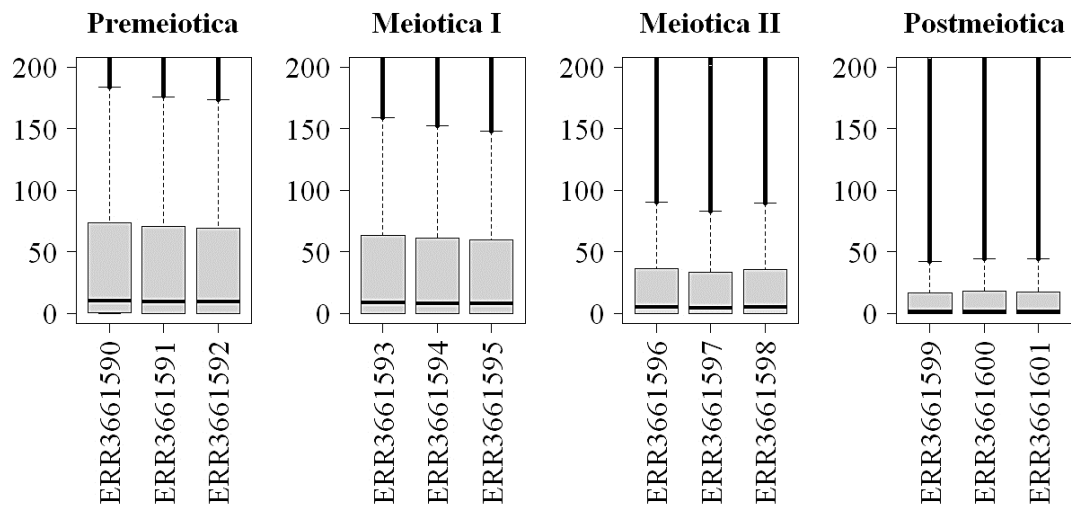 Premeiotica
200
150
100
50
0
ERR3661590
ERR3661591
ERR3661592
Meiotica I
200
150
100
50
0
ERR3661593
ERR3661594
ERR3661595
Meiotica II
200
150
100
50
0
ERR3661596
ERR3661597
ERR3661598
Postmeiotica
200
150
100
50
0
ERR3661599
ERR3661600
ERR3661601